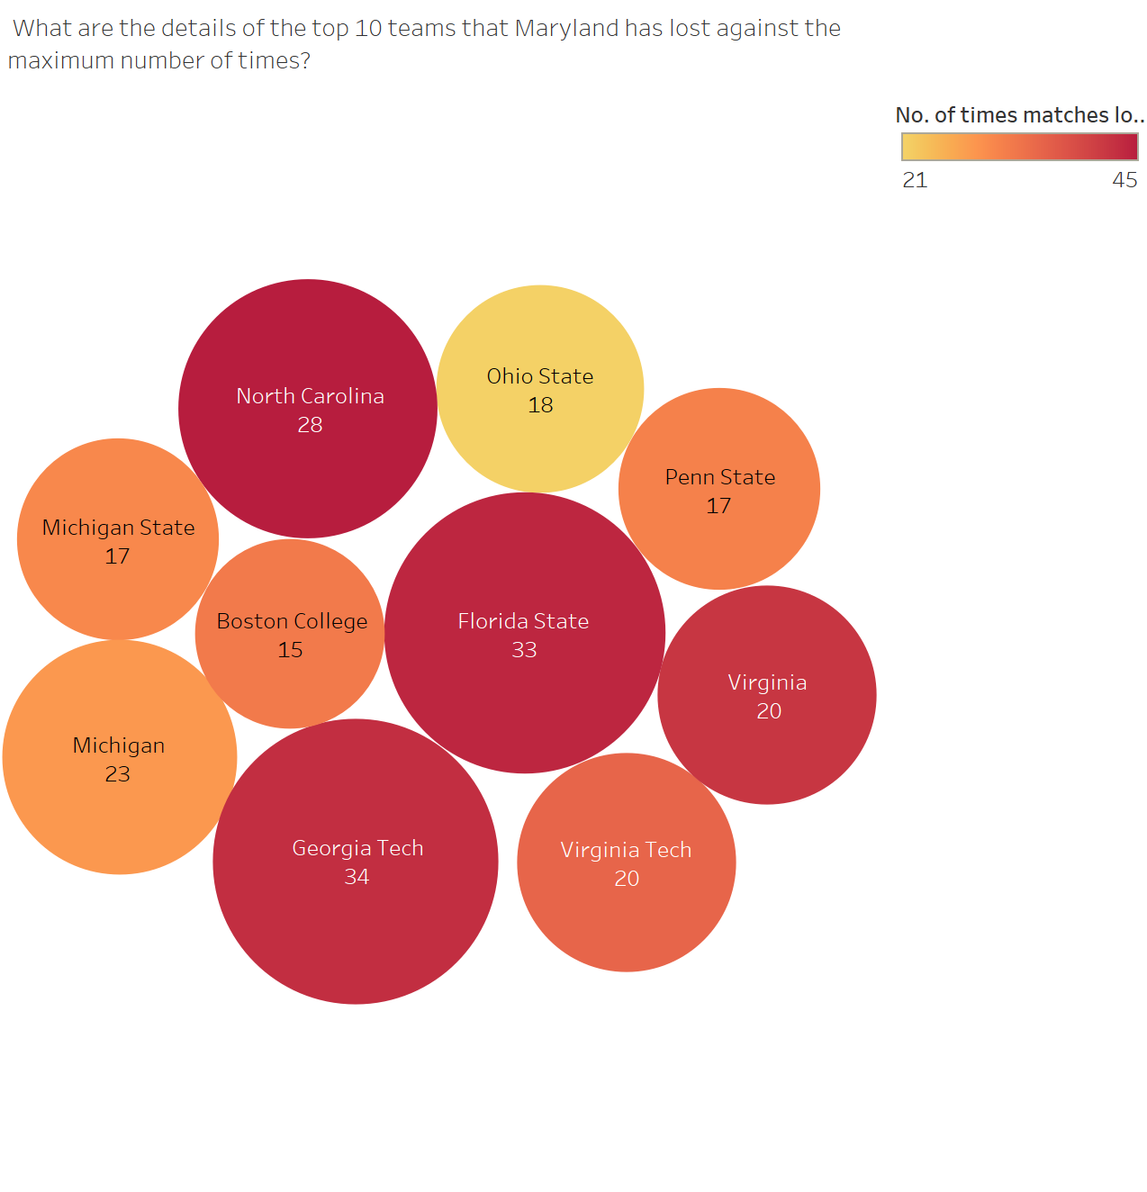 What are the details of the top 10 teams that Maryland has lost against the
maximum number of times?
No. of times matches lo..
21 45
North Carolina
28
Ohio State
18
Penn State
17
Michigan State
17
Boston College
15
Florida State
33
Virginia
20
Michigan
23
Georgia Tech
34
Virginia Tech
20